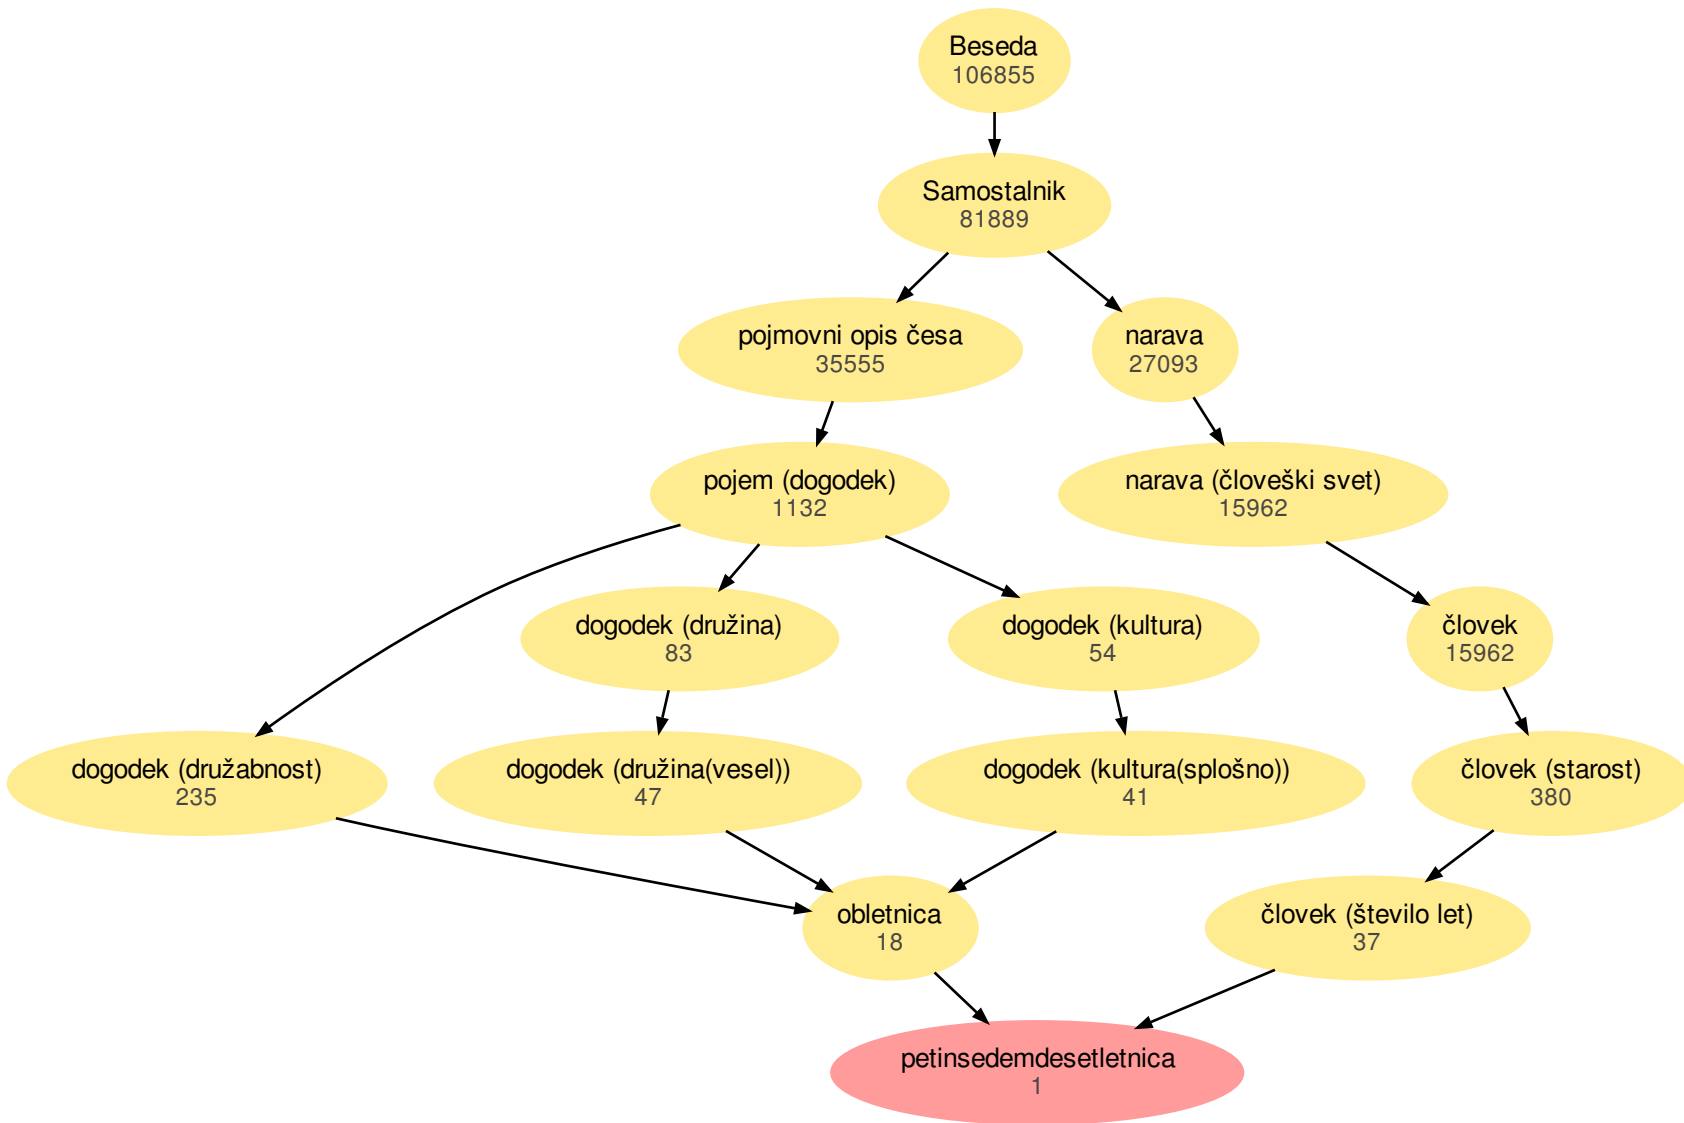 Beseda
106855
Samostalnik
81889
pojmovni opis česa
35555
narava
27093
pojem (dogodek)
1132
narava (človeški svet)
15962
dogodek (družina)
83
dogodek (kultura)
54
človek
15962
dogodek (družabnost)
235
dogodek (družina(vesel))
47
dogodek (kultura(splošno))
41
človek (starost)
380
obletnica
18
človek (število let)
37
petinsedemdesetletnica
1